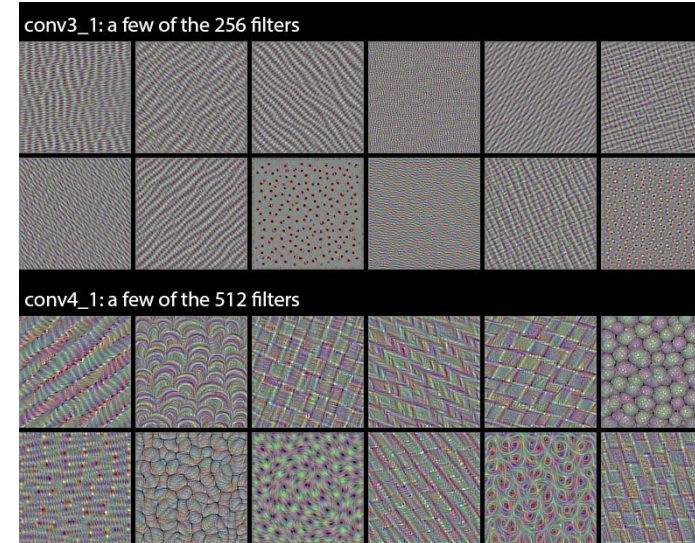 conv3_1: a few of the 256 filters
conv4_1: a few of the 512 filters